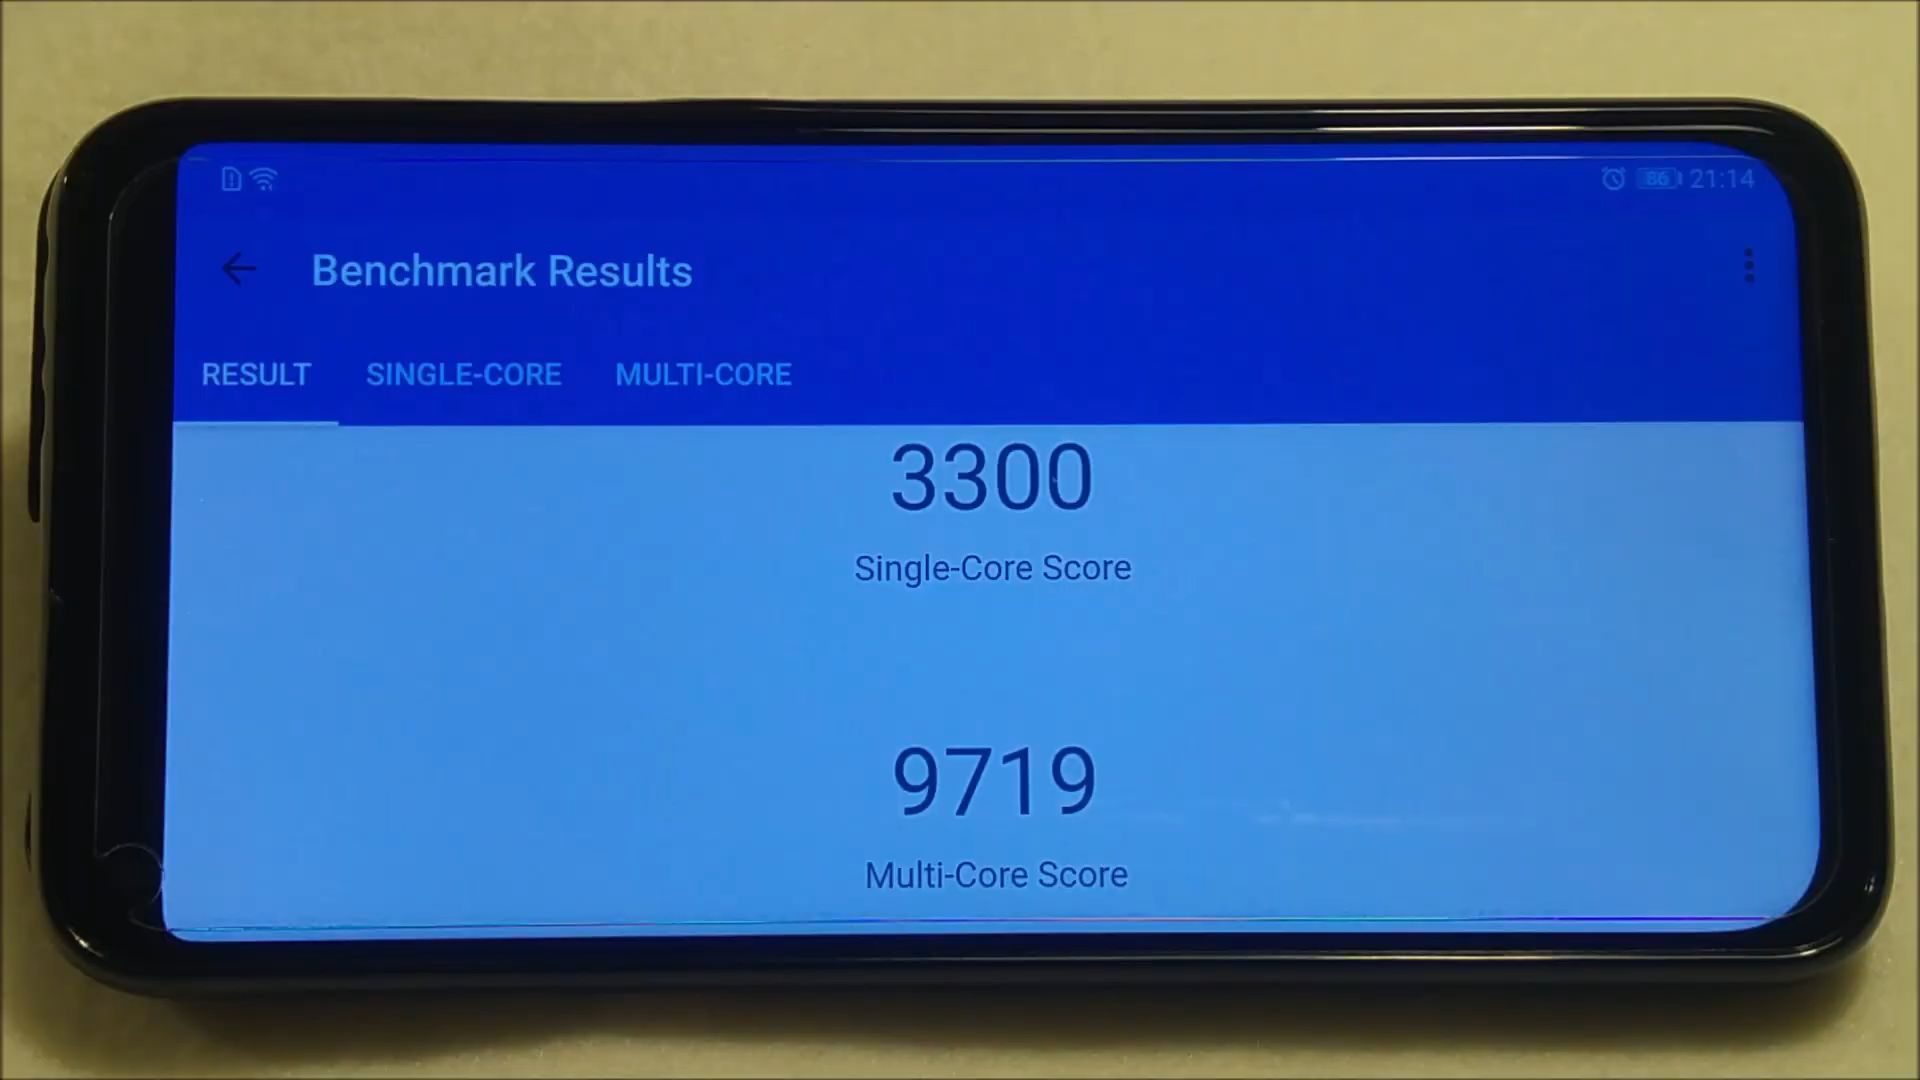 86 21:14
Benchmark Results
RESULT SINGLE-CORE MULTI-CORE
3300
Single-Core Score
9719
Multi-Core Score